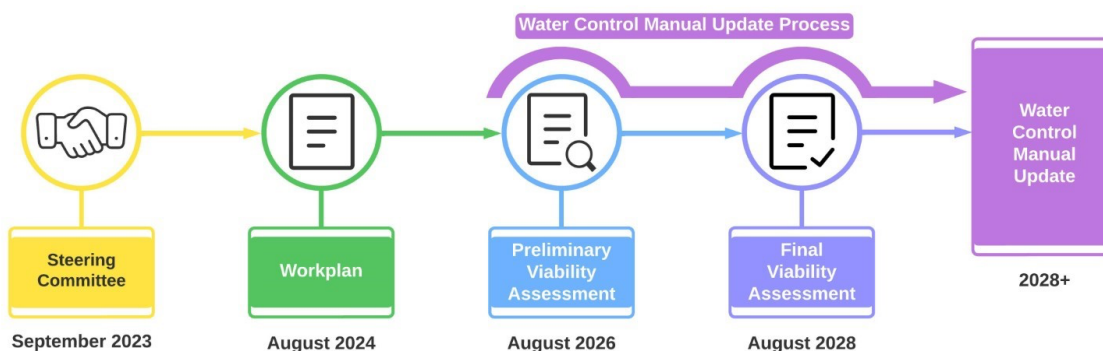 Water Control Manual Update Process
Steering
Committee
September 2023
Workplan
August 2024
Preliminary
Viability
Assessment
August 2026
Final
Viability
Assessment
August 2028
Water
Control
Manual
Update
2028+